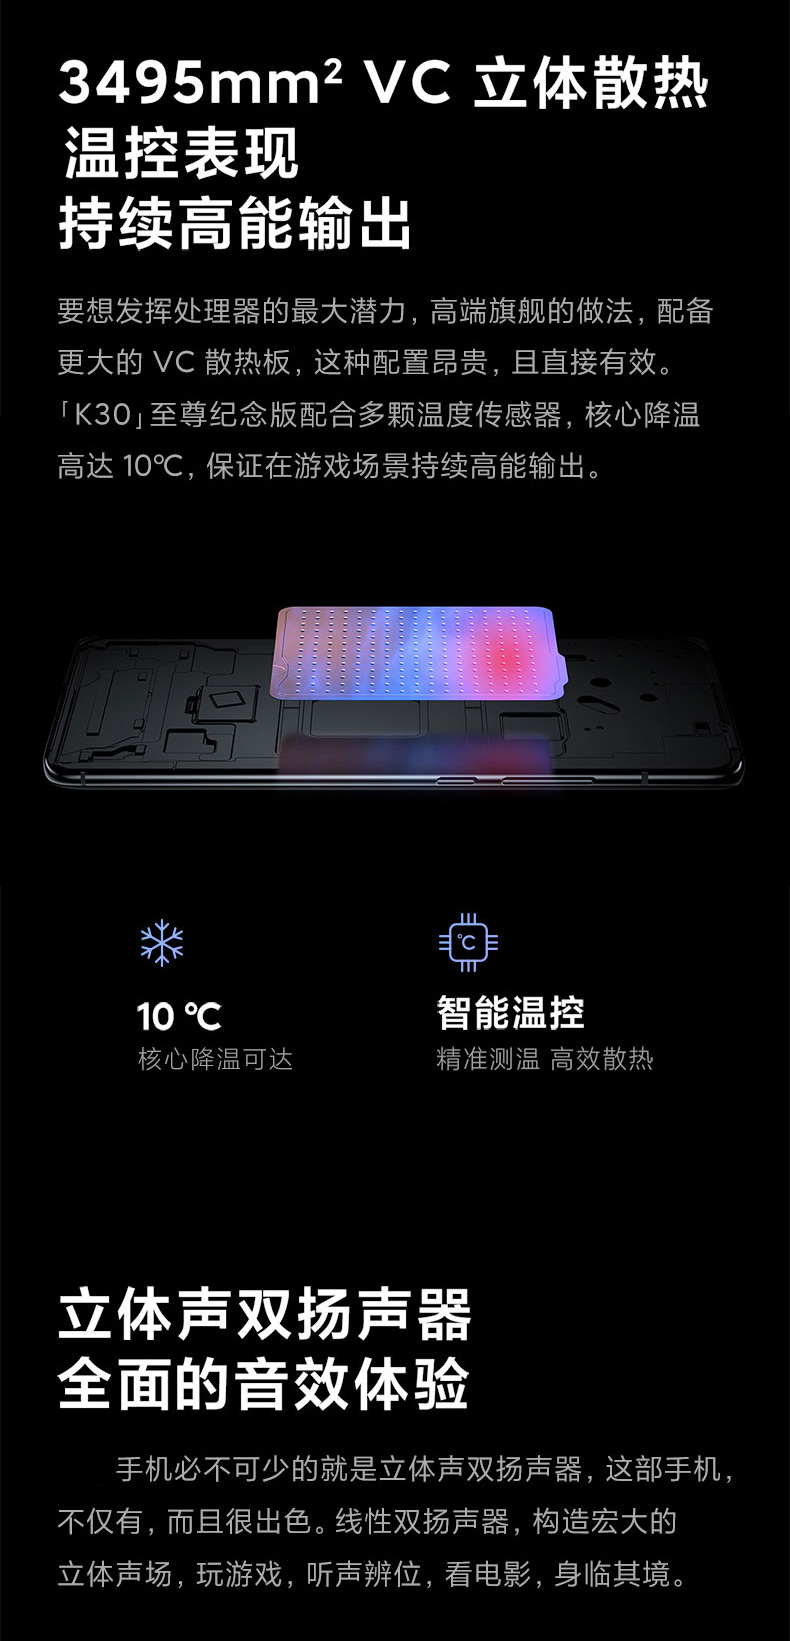 3495mm² VC 立体散热
温控表现
持续高能输出
要想发挥处理器的最大潜力，高端旗舰的做法，配备
更大的 VC 散热板，这种配置昂贵，且直接有效。
「K30」至尊纪念版配合多颗温度传感器，核心降温
高达 10℃，保证在游戏场景持续高能输出。
℃
10 ℃
智能温控
核心降温可达
精准测温 高效散热
立体声双扬声器
全面的音效体验
手机必不可少的就是立体声双扬声器，这部手机，
不仅有，而且很出色。线性双扬声器，构造宏大的
立体声场，玩游戏，听声辨位，看电影，身临其境。